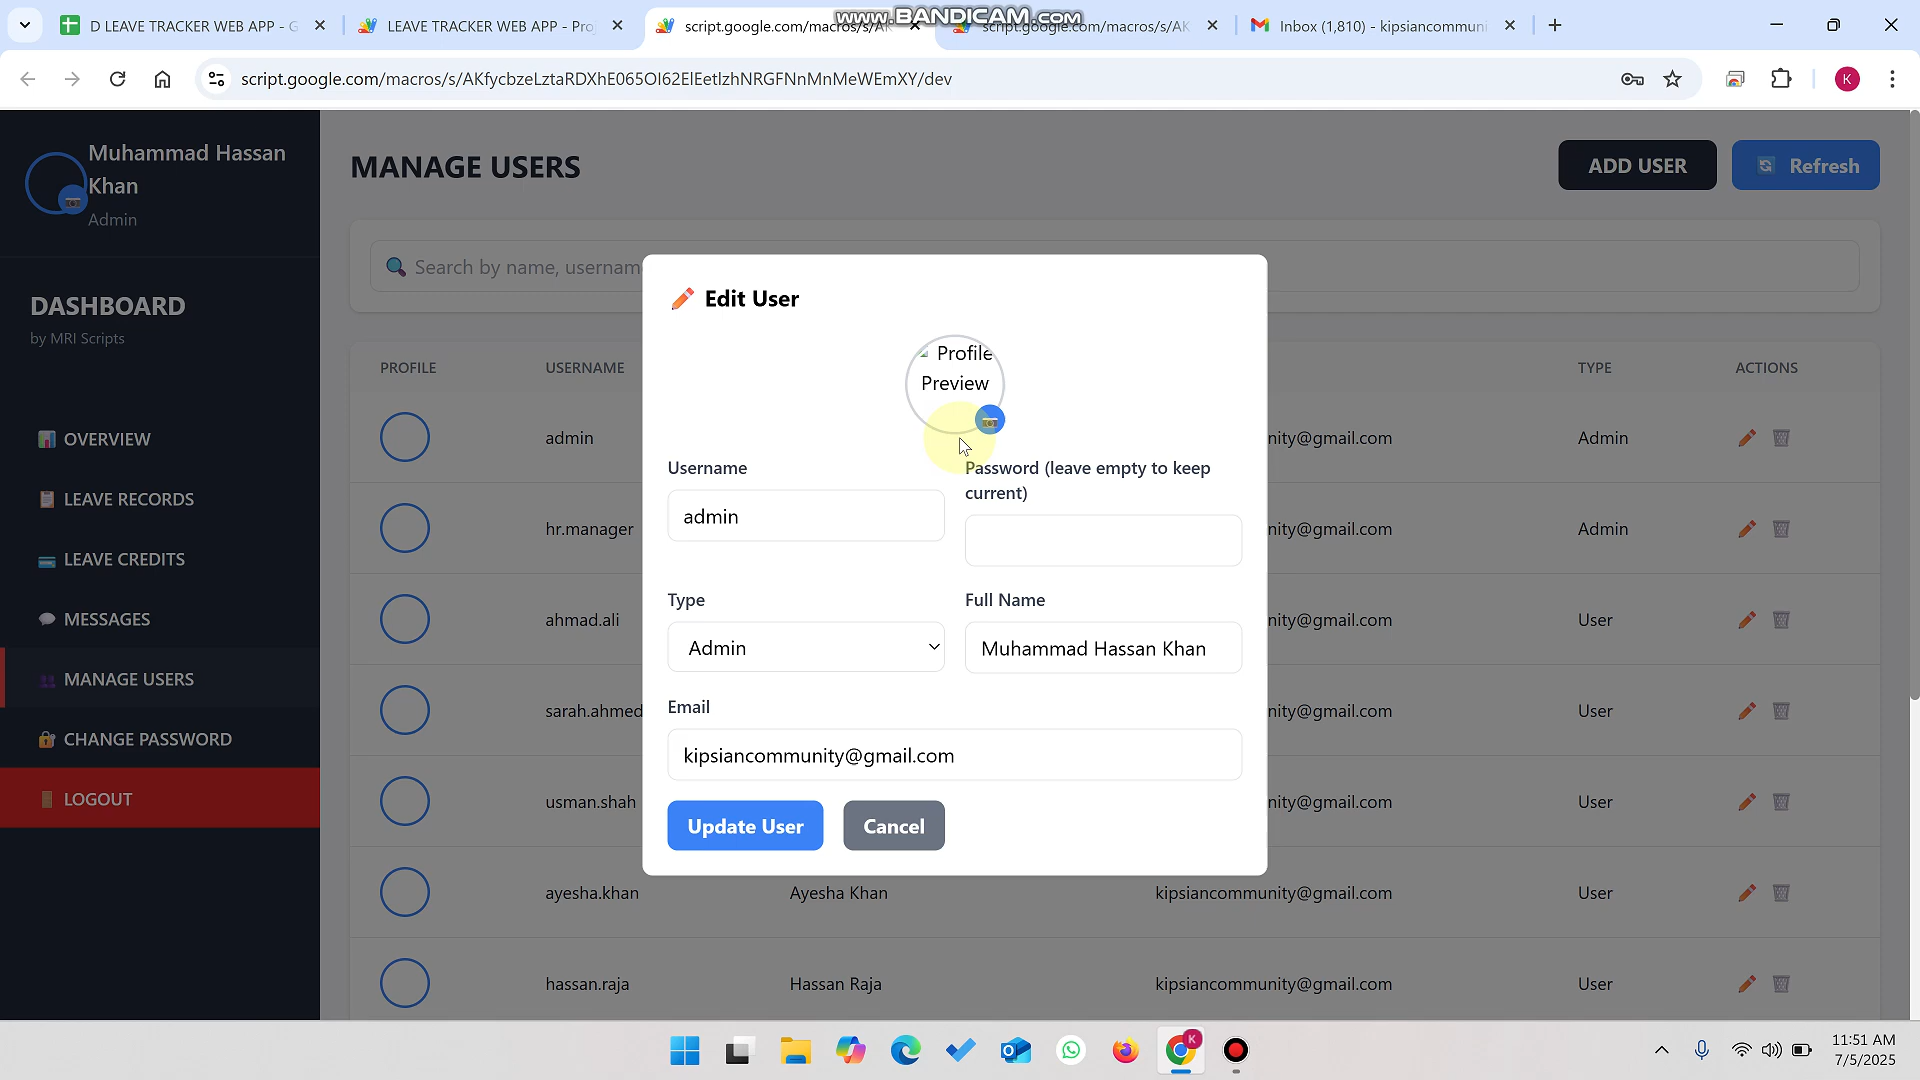 D LEAVE TRACKER WEB APP - G
LEAVE TRACKER WEB APP - Proj
script.google.com/macros/s/AK
www.BANDICAM.com
script.google.com/macros/s/AK
Inbox (1,810) - kipsiancommuni
script.google.com/macros/s/AKfycbzeLztaRDXhE065OI62ElEetIzhNRGFNnMnMeWEmXY/dev
K
Muhammad Hassan
Khan
Admin
DASHBOARD
by MRI Scripts
OVERVIEW
LEAVE RECORDS
LEAVE CREDITS
MESSAGES
MANAGE USERS
CHANGE PASSWORD
LOGOUT
MANAGE USERS
ADD USER
Refresh
Search by name, usernam
PROFILE
USERNAME
TYPE
ACTIONS
admin
nity@gmail.com
Admin
hr.manager
nity@gmail.com
Admin
ahmad.ali
nity@gmail.com
User
sarah.ahmed
nity@gmail.com
User
usman.shah
nity@gmail.com
User
ayesha.khan
Ayesha Khan
kipsiancommunity@gmail.com
User
hassan.raja
Hassan Raja
kipsiancommunity@gmail.com
User
Edit User
Profile
Preview
Username
admin
Password (leave empty to keep
current)
Type
Admin
Full Name
Muhammad Hassan Khan
Email
kipsiancommunity@gmail.com
Update User
Cancel
K
11:51 AM
7/5/2025